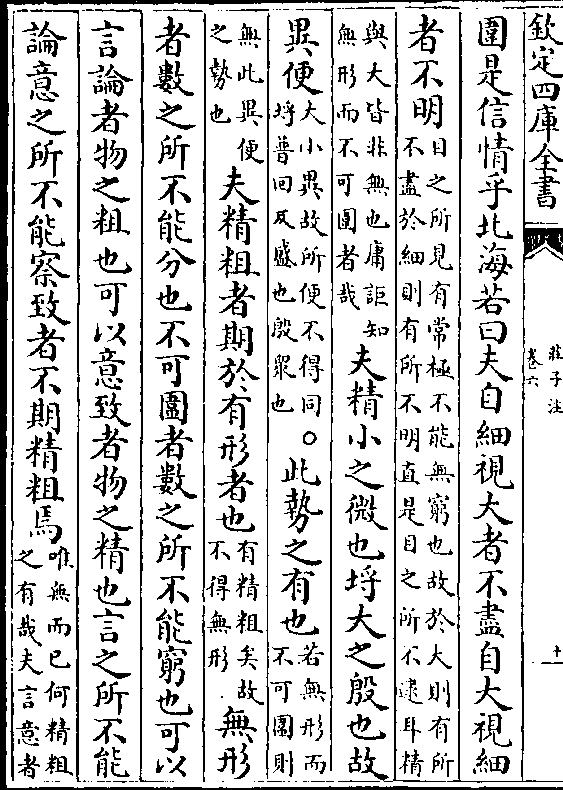 欽定四庫全書
莊子注
卷六
十一
圍是信情乎北海若曰夫自細視大者不盡自大視細
者不明目之所見有常極不能無窮也故於大則有所不盡於細則有所不明直是目之所不逮耳精
與大皆非無也庸詎知無形而不可圍者哉夫精小之微也垺大之殷也故
異便大小異故所便不得同垺普回反盛也殷衆也○此勢之有也若無形而不可圍則
無此異便之勢也夫精粗者期於有形者也有精粗矣故不得無形無形
者數之所不能分也不可圍者數之所不能窮也可以
言論者物之粗也可以意致者物之精也言之所不能
論意之所不能察致者不期精粗焉唯無而已何精粗之有哉夫言意者